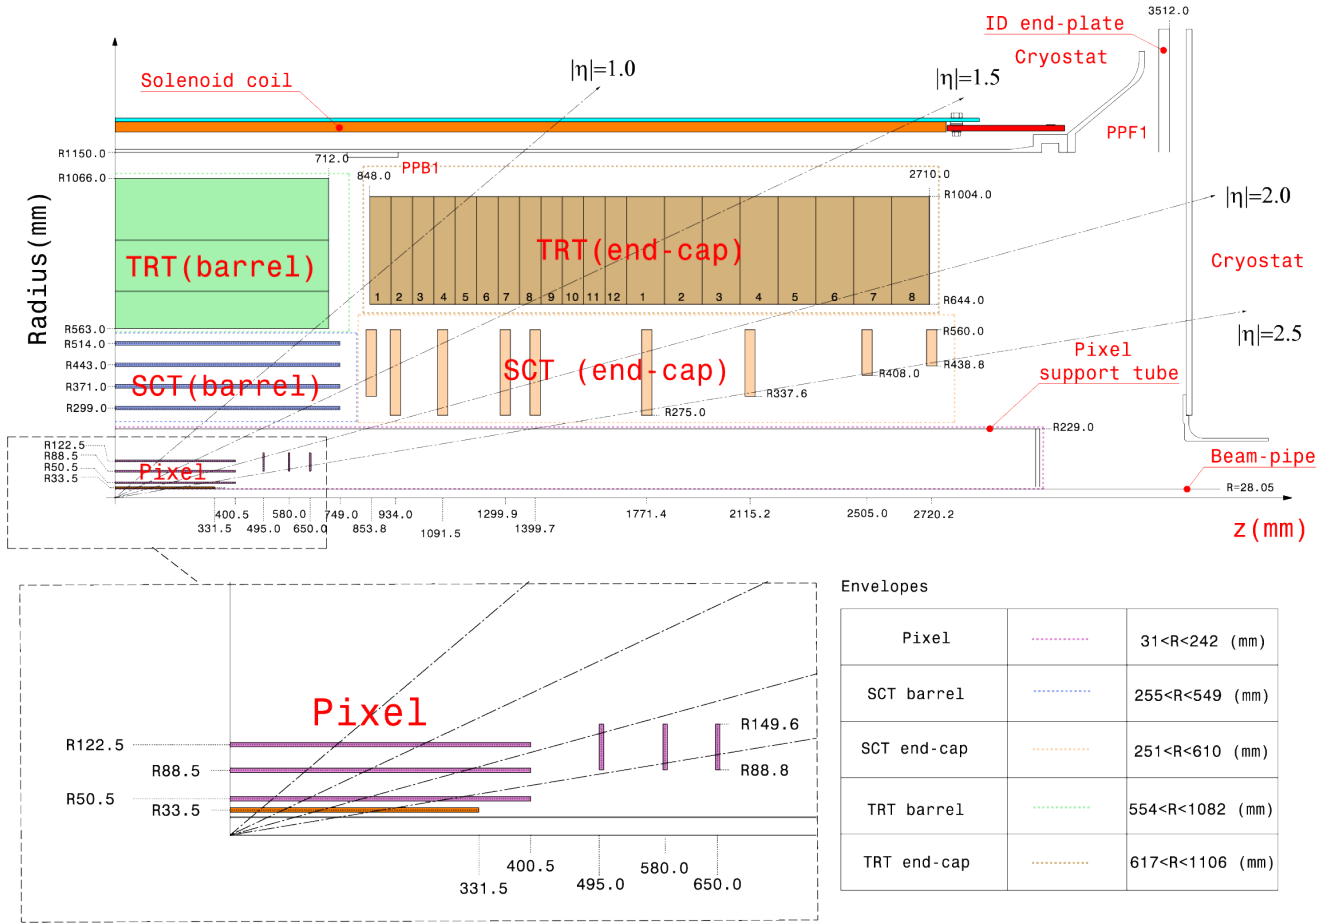 3512.0
ID end-plate
Cryostat
|η|=1.0
|η|=1.5
Solenoid coil
PPF1
R1150.0
712.0
PPB1
R1066.0
848.0
2710.0
R1004.0
|η|=2.0
Radius(mm)
TRT(barrel)
TRT(end-cap)
Cryostat
1 2 3 4 5 6 7 8 9 10 11 12 1 2 3 4 5 6 7 8
R644.0
R563.0
R560.0
|η|=2.5
R514.0
R443.0
SCT (end-cap)
R438.8
Pixel
support tube
R408.0
R371.0
SCT(barrel)
R337.6
R299.0
R275.0
R229.0
R122.5
R88.5
R50.5
R33.5
Pixel
Beam-pipe
R=28.05
400.5 580.0 749.0 934.0 1299.9 1771.4 2115.2 2505.0 2720.2
331.5 495.0 650.0 853.8 1091.5 1399.7
z(mm)
Pixel
R122.5
R88.5
R50.5
R33.5
R149.6
R88.8
400.5
331.5
495.0
580.0
650.0
Envelopes
Pixel 31<R<242 (mm)
SCT barrel 255<R<549 (mm)
SCT end-cap 251<R<610 (mm)
TRT barrel 554<R<1082 (mm)
TRT end-cap 617<R<1106 (mm)